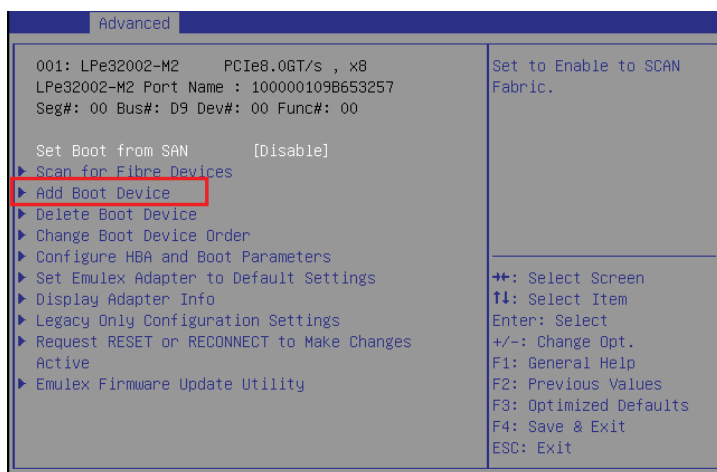 Advanced
001: LPe32002-M2 PCIe8.0GT/s , x8
LPe32002-M2 Port Name : 100000109B653257
Seg#: 00 Bus#: D9 Dev#: 00 Func#: 00
Set Boot from SAN [Disable]
Scan for Fibre Devices
Add Boot Device
Delete Boot Device
Change Boot Device Order
Configure HBA and Boot Parameters
Set Emulex Adapter to Default Settings
Display Adapter Info
Legacy Only Configuration Settings
Request RESET or RECONNECT to Make Changes
Active
Emulex Firmware Update Utility
Set to Enable to SCAN
Fabric.
→←: Select Screen
↑↓: Select Item
Enter: Select
+/-: Change Opt.
F1: General Help
F2: Previous Values
F3: Optimized Defaults
F4: Save & Exit
ESC: Exit